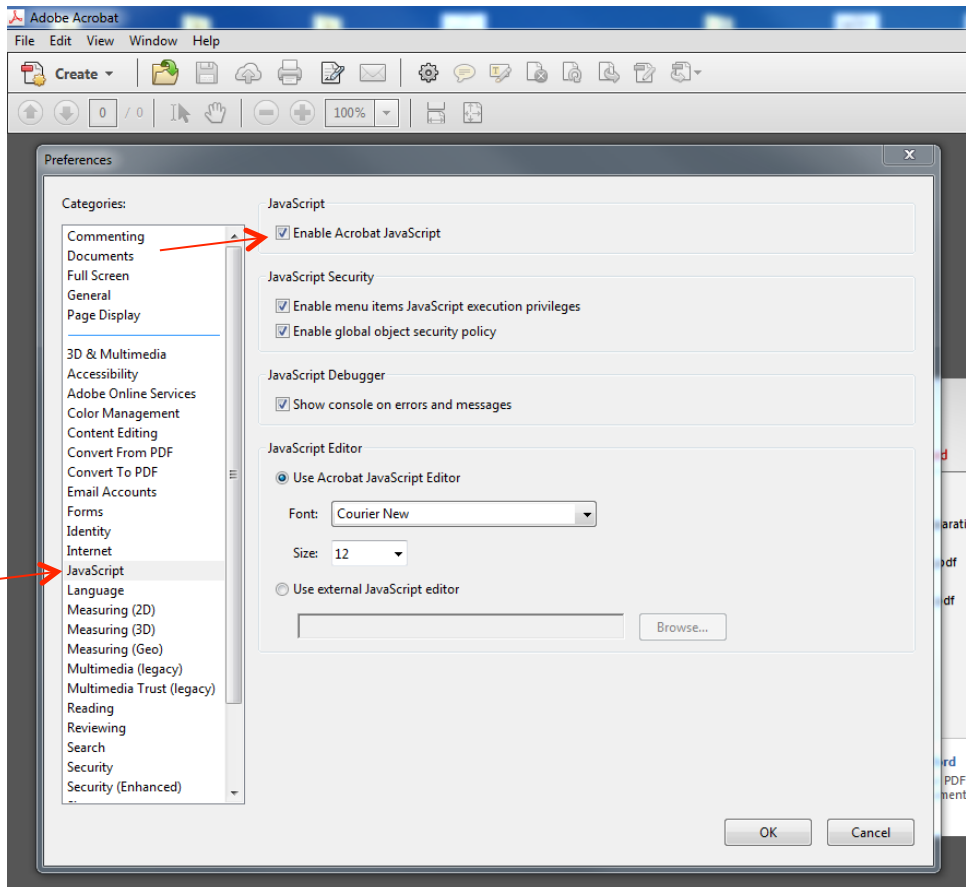 Adobe Acrobat
File Edit View Window Help
Create
0 / 0 100%
Preferences
X
Categories:
Commenting
Documents
Full Screen
General
Page Display
3D & Multimedia
Accessibility
Adobe Online Services
Color Management
Content Editing
Convert From PDF
Convert To PDF
Email Accounts
Forms
Identity
Internet
JavaScript
Language
Measuring (2D)
Measuring (3D)
Measuring (Geo)
Multimedia (legacy)
Multimedia Trust (legacy)
Reading
Reviewing
Search
Security
Security (Enhanced)
JavaScript
Enable Acrobat JavaScript
JavaScript Security
Enable menu items JavaScript execution privileges
Enable global object security policy
JavaScript Debugger
Show console on errors and messages
JavaScript Editor
Use Acrobat JavaScript Editor
Font: Courier New
Size: 12
Use external JavaScript editor
Browse...
OK Cancel
PDF